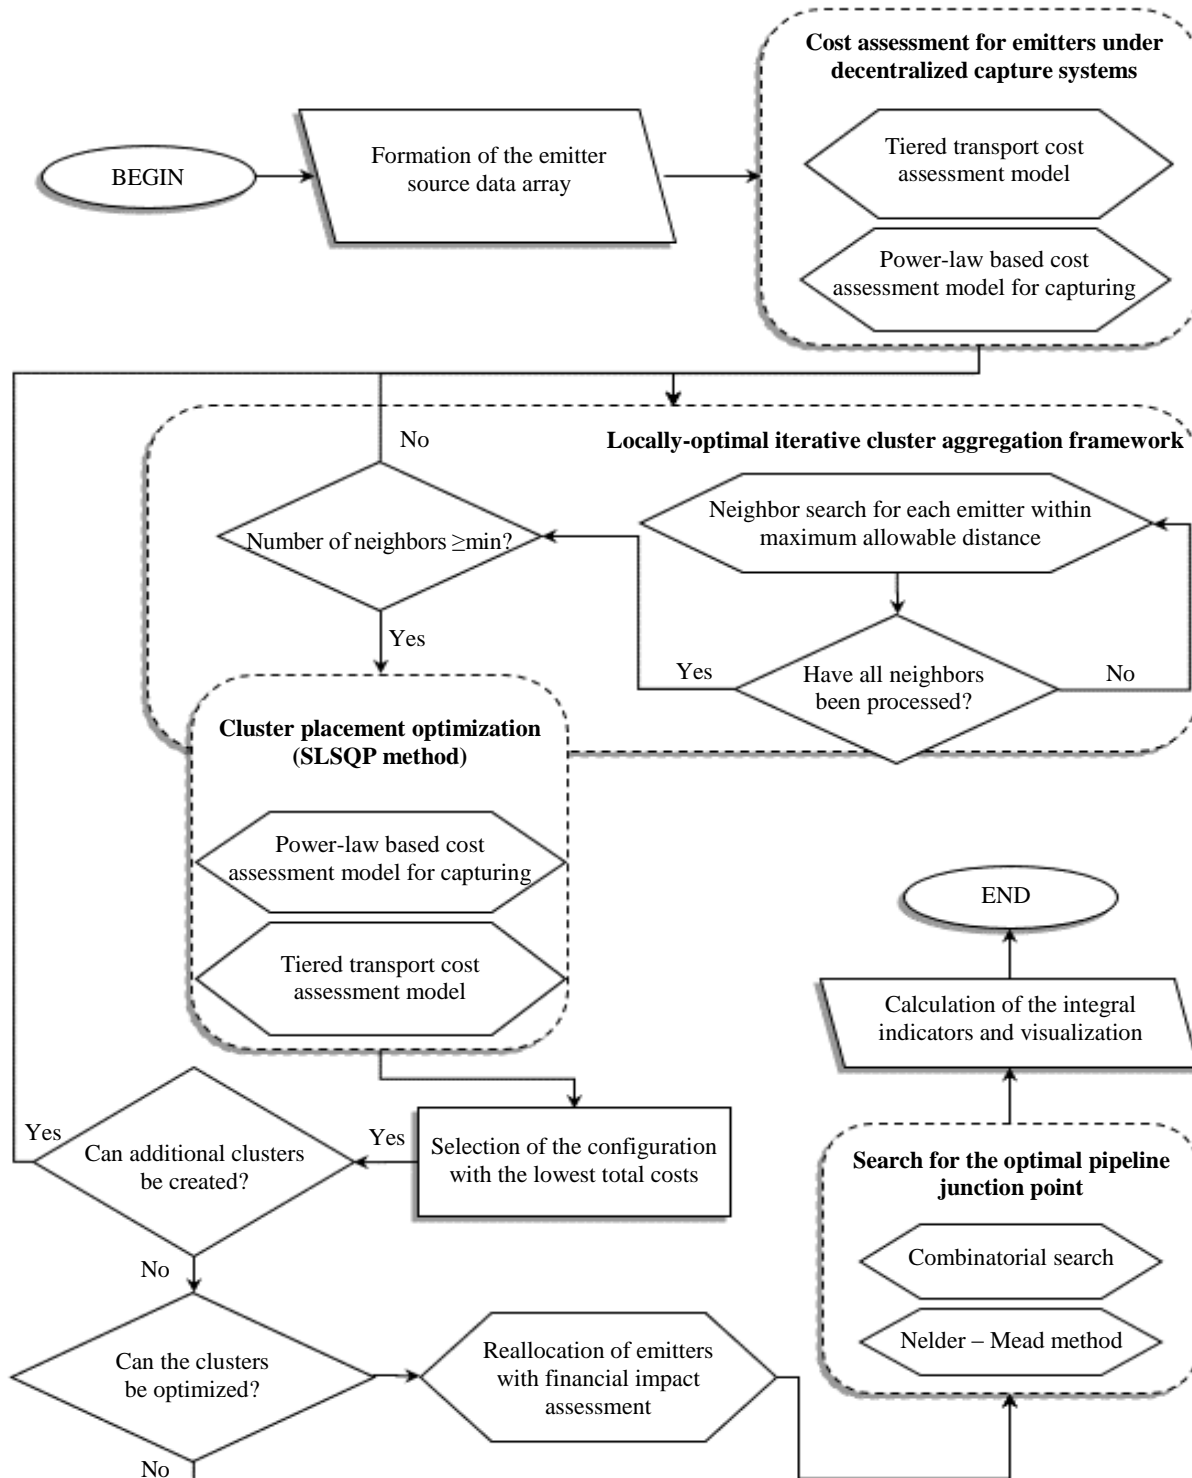 Cost assessment for emitters under
decentralized capture systems
BEGIN
Formation of the emitter
source data array
Tiered transport cost
assessment model
Power-law based cost
assessment model for capturing
Locally-optimal iterative cluster aggregation framework
No
Number of neighbors ≥min?
Neighbor search for each emitter within
maximum allowable distance
Yes
Yes
Have all neighbors
been processed?
No
Cluster placement optimization
(SLSQP method)
Power-law based cost
assessment model for capturing
Tiered transport cost
assessment model
END
Calculation of the integral
indicators and visualization
Yes
Can additional clusters
be created?
Yes
Selection of the configuration
with the lowest total costs
Search for the optimal pipeline
junction point
Combinatorial search
Nelder – Mead method
No
Can the clusters
be optimized?
Reallocation of emitters
with financial impact
assessment
No